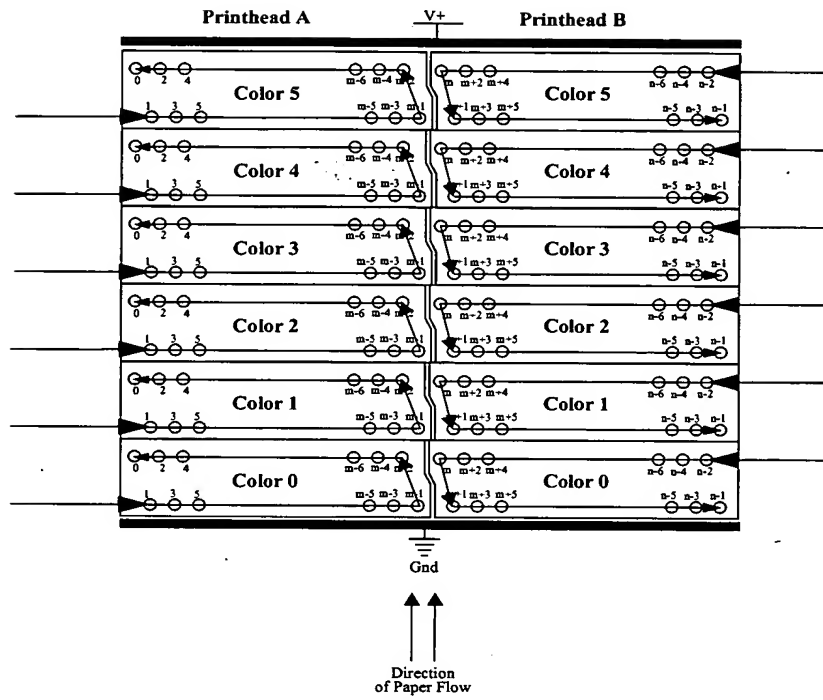 Printhead A V+ Printhead B
0 2 4 m-6 m-4 m m+2 m+4 n-6 n-4 n-2
Color 5 Color 5
1 3 5 m-5 m-3 m-1 +1 m+3 m+5 n-5 n-3 n-1
0 2 4 m-6 m-4 m m+2 m+4 n-6 n-4 n-2
Color 4 Color 4
1 3 5 m-5 m-3 m-1 +1 m+3 m+5 n-5 n-3 n-1
0 2 4 m-6 m-4 m m+2 m+4 n-6 n-4 n-2
Color 3 Color 3
1 3 5 m-5 m-3 m-1 +1 m+3 m+5 n-5 n-3 n-1
0 2 4 m-6 m-4 m m+2 m+4 n-6 n-4 n-2
Color 2 Color 2
1 3 5 m-5 m-3 m-1 +1 m+3 m+5 n-5 n-3 n-1
0 2 4 m-6 m-4 m m+2 m+4 n-6 n-4 n-2
Color 1 Color 1
1 3 5 m-5 m-3 m-1 +1 m+3 m+5 n-5 n-3 n-1
0 2 4 m-6 m-4 m m+2 m+4 n-6 n-4 n-2
Color 0 Color 0
1 3 5 m-5 m-3 m-1 +1 m+3 m+5 n-5 n-3 n-1
Gnd
Direction
of Paper Flow